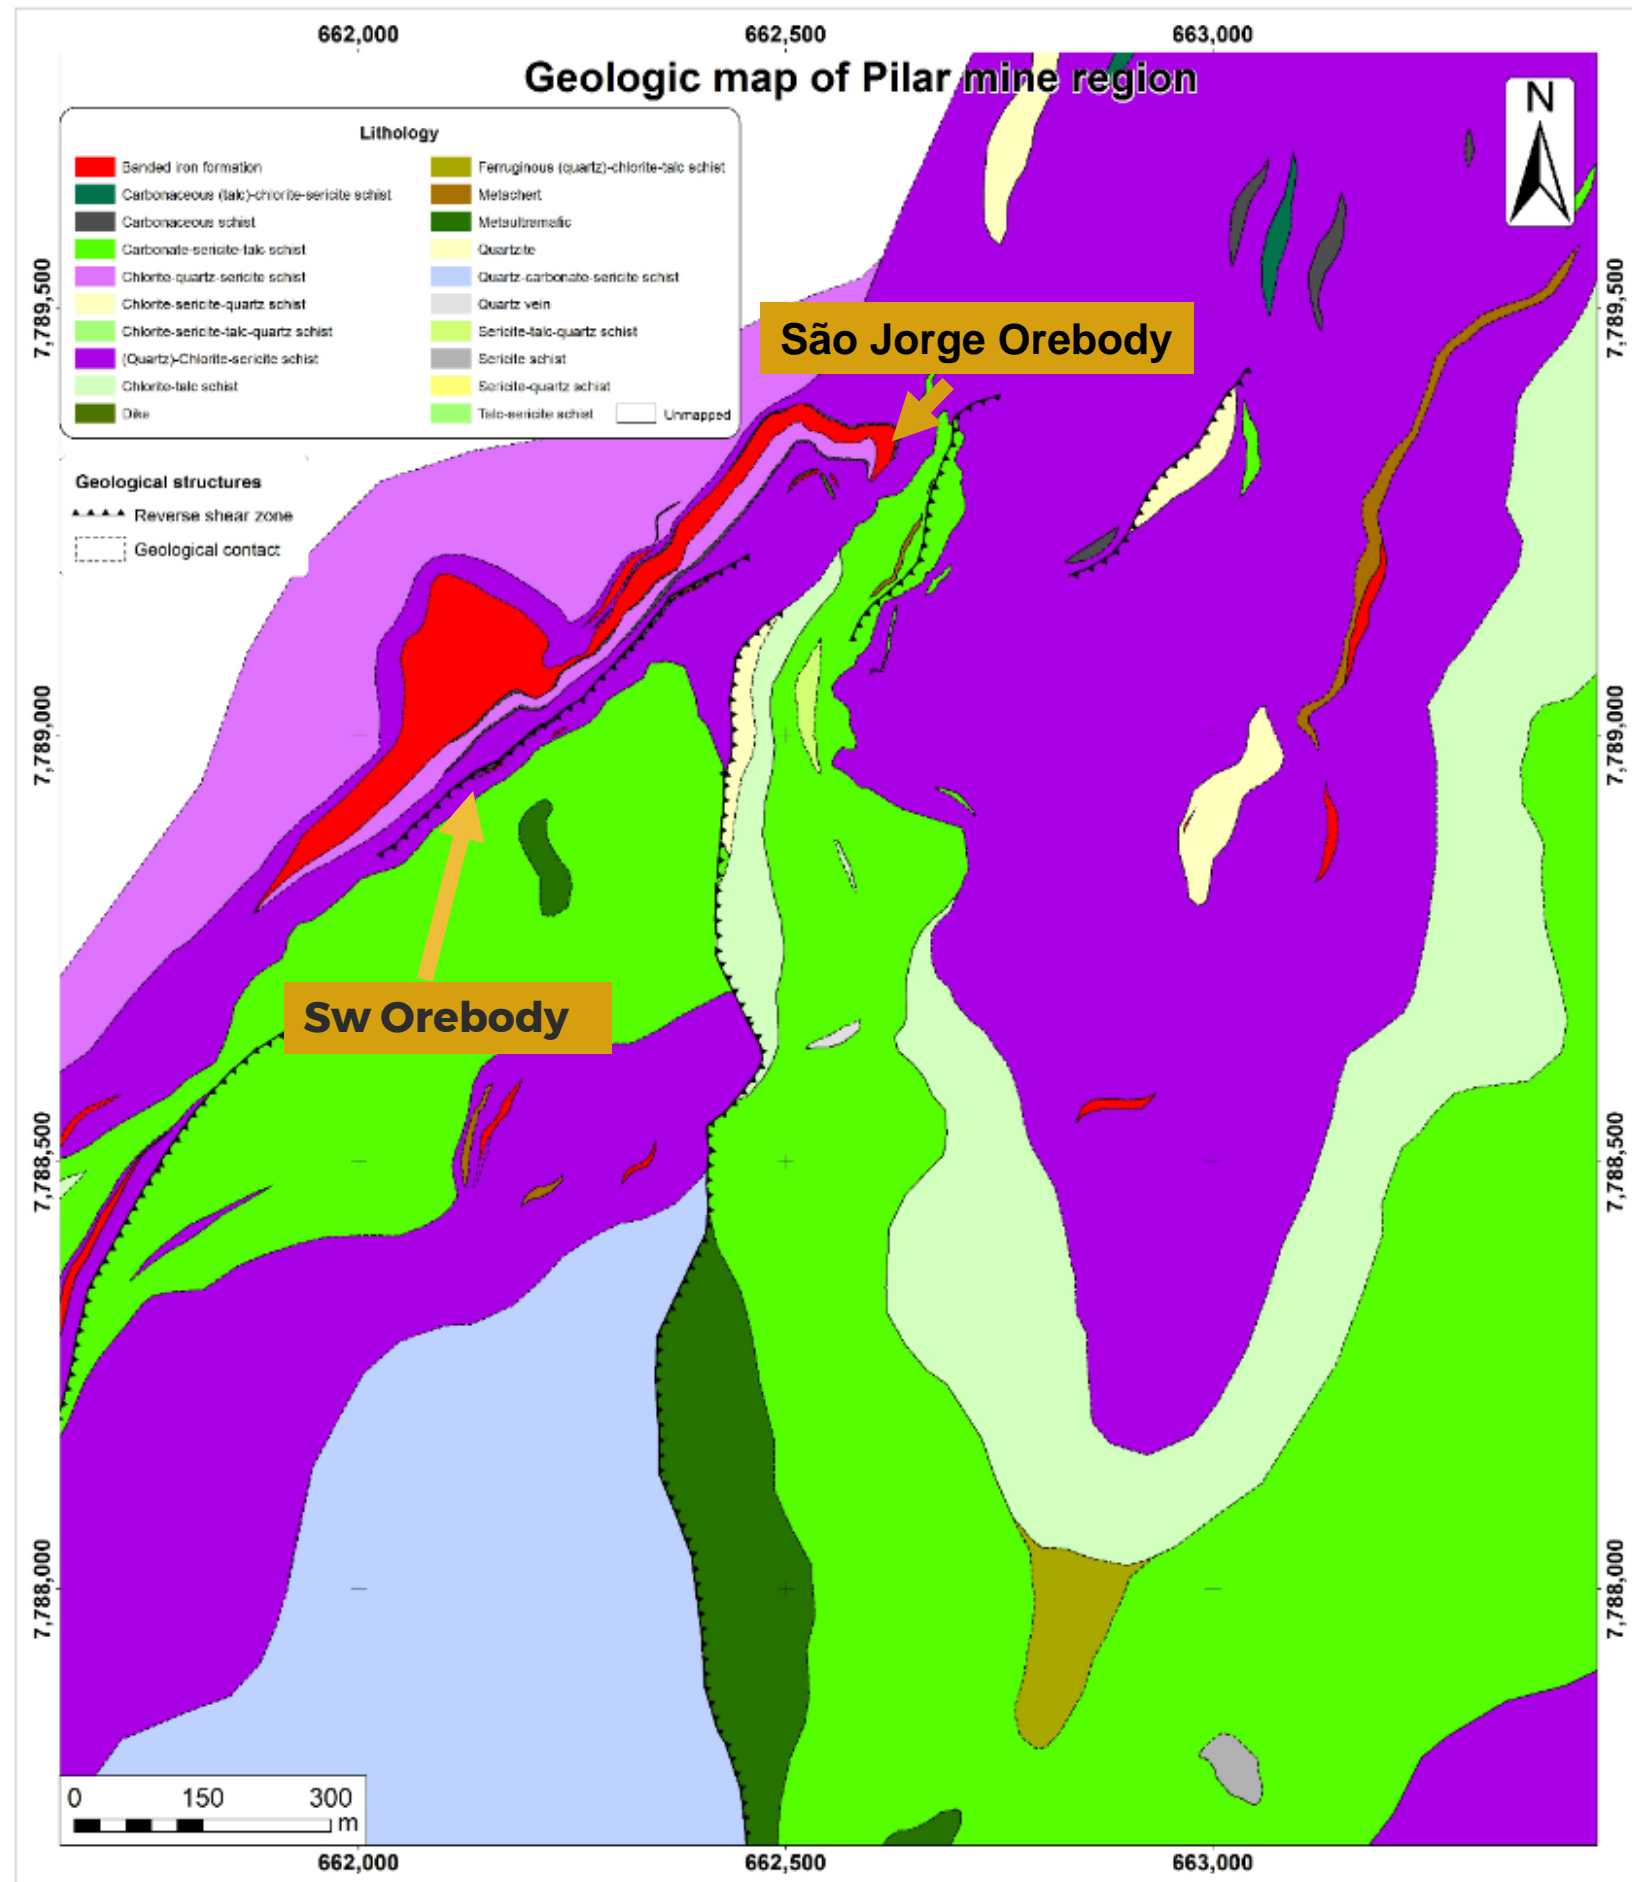 662,000 662,500 663,000
Geologic map of Pilar mine region
N
Lithology
Banded iron formation
Carbonaceous (talc)-chlorite-sericite schist
Carbonaceous schist
Carbonate-sericite-talc schist
Chlorite-quartz-sericite schist
Chlorite-sericite-quartz schist
Chlorite-sericite-talc-quartz schist
(Quartz)-Chlorite-sericite schist
Chlorite-talc schist
Dike
Ferruginous (quartz)-chlorite-talc schist
Metachert
Metaultramafic
Quartzite
Quartz-carbonate-sericite schist
Quartz vein
Sericite-talc-quartz schist
Sericite schist
Sericite-quartz schist
Talc-sericite schist
Unmapped
Geological structures
Reverse shear zone
Geological contact
São Jorge Orebody
Sw Orebody
7,789,500
7,789,000
7,788,500
7,788,000
7,789,500
7,789,000
7,788,500
7,788,000
0 150 300
m
662,000 662,500 663,000